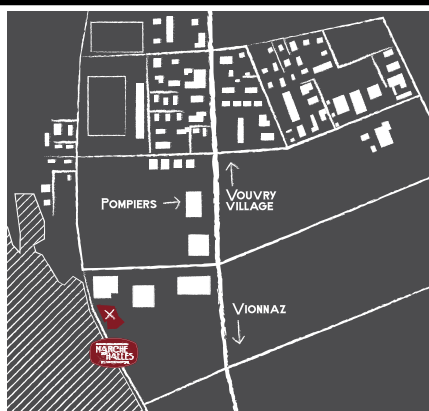 POMPIERS
VOUVRY
VILLAGE
VIONNAZ
MARCHÉ
HALLES